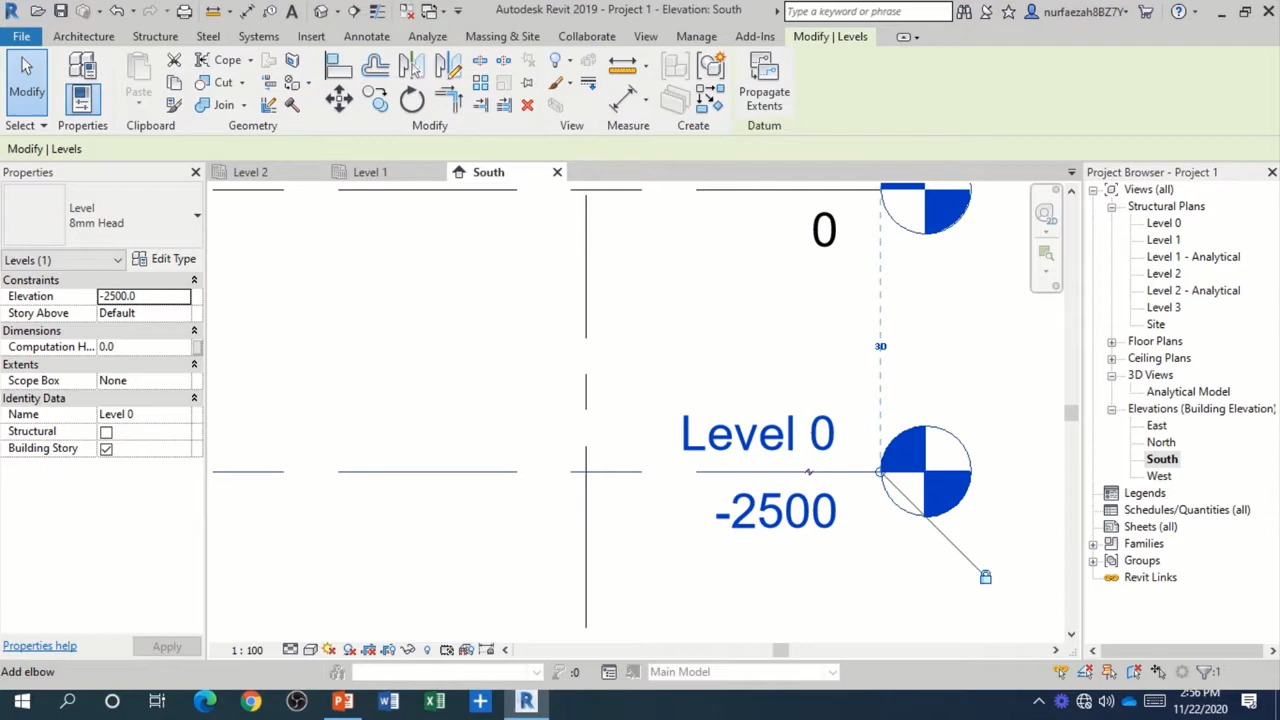 Autodesk Revit 2019 - Project 1 - Elevation: South
Type a keyword or phrase
nurfaezah8BZ7Y
File Architecture Structure Steel Systems Insert Annotate Analyze Massing & Site Collaborate View Manage Add-Ins Modify | Levels
Modify
Properties
Paste
Cope
Cut
Join
Propagate
Extents
Select Properties Clipboard Geometry Modify View Measure Create Datum
Modify | Levels
Properties
Level
8mm Head
Levels (1)
Edit Type
Constraints
Elevation -2500.0
Story Above Default
Dimensions
Computation H... 0.0
Extents
Scope Box None
Identity Data
Name Level 0
Structural
Building Story
Properties help
Apply
Level 2
Level 1
South
0
3D
Level 0
-2500
2D
1 : 100
Project Browser - Project 1
Views (all)
Structural Plans
Level 0
Level 1
Level 1 - Analytical
Level 2
Level 2 - Analytical
Level 3
Site
Floor Plans
Ceiling Plans
3D Views
Analytical Model
Elevations (Building Elevation)
East
North
South
West
Legends
Schedules/Quantities (all)
Sheets (all)
Families
Groups
Revit Links
Add elbow
:0
Main Model
:1
2:56 PM
11/22/2020